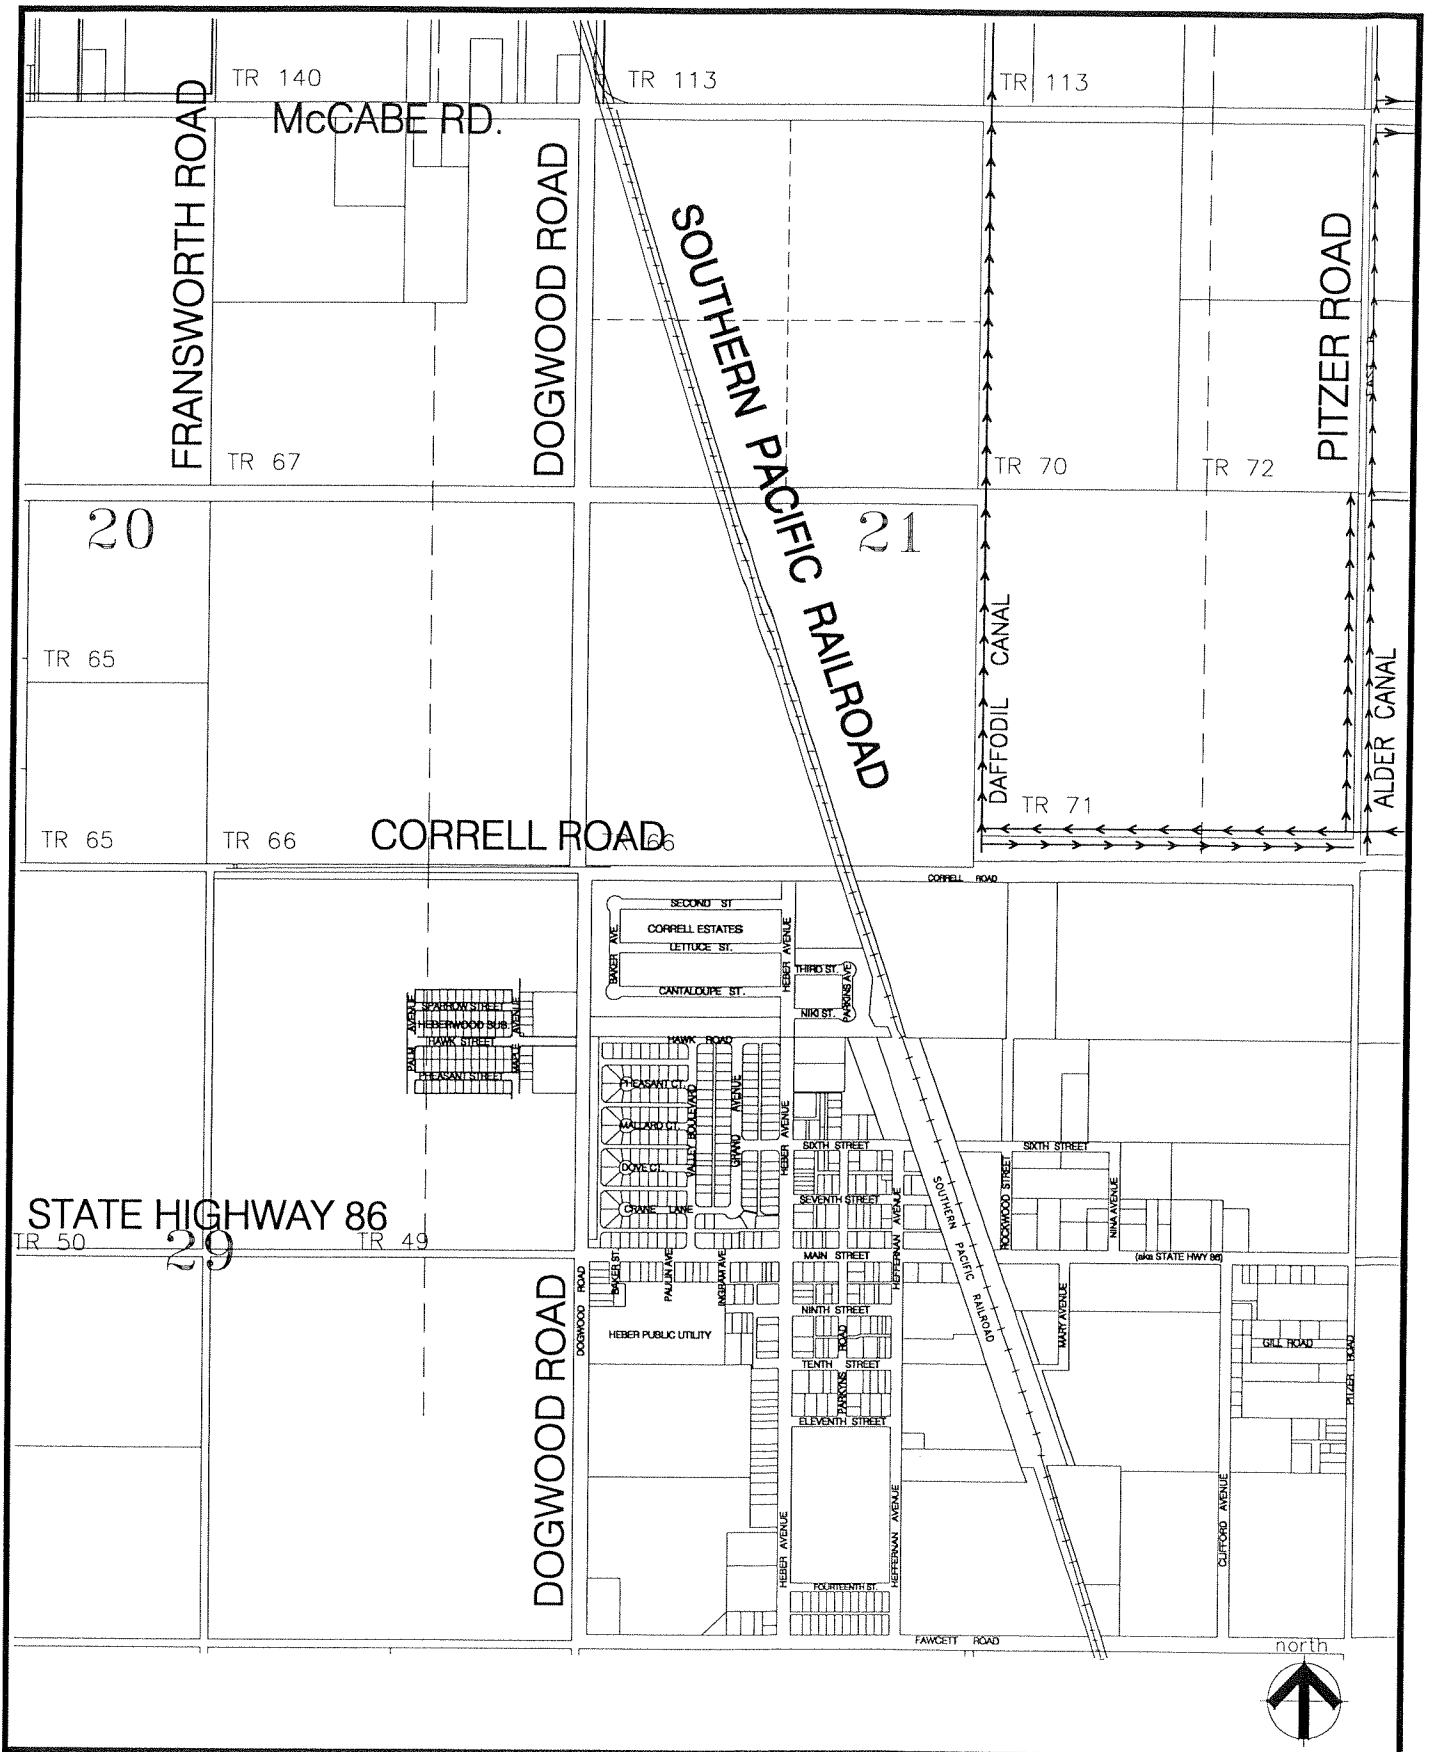 TR 140
TR 113
TR 113
McCABE RD.
FRANSWORTH ROAD
DOGWOOD ROAD
SOUTHERN PACIFIC RAILROAD
PITZER ROAD
EAST
TR 67
TR 70
TR 72
20
21
TR 65
DAFFODIL CANAL
ALDER CANAL
TR 71
TR 65
TR 66
CORRELL ROAD
66
CORRELL ROAD
SECOND ST
CORRELL ESTATES
LETTUCE ST.
BAKER AVE.
HEBER AVENUE
CANTALOUPE ST.
THIRD ST.
PARKINS AVE
NIKI ST.
SPARROW STREET
HEBERWOOD SUB.
HAWK STREET
PHEASANT STREET
PALM AVENUE
MAPLE AVENUE
HAWK ROAD
PHEASANT CT.
MALLARD CT.
DOVE CT.
CRANE LANE
VALLEY BOULEVARD
GRAND AVENUE
HEBER AVENUE
SIXTH STREET
SIXTH STREET
SEVENTH STREET
HEFFERNAN AVENUE
SOUTHERN PACIFIC RAILROAD
ROCKWOOD STREET
NINA AVENUE
STATE HIGHWAY 86
TR 50
29
TR 49
MAIN STREET
(aka STATE HWY 86)
DOGWOOD ROAD
BAKER ST.
PAULIN AVE
INGRAM AVE
NINTH STREET
MARY AVENUE
HEBER PUBLIC UTILITY
PARKYNS ROAD
GILL ROAD
PITZER ROAD
TENTH STREET
ELEVENTH STREET
DOGWOOD ROAD
HEBER AVENUE
HEFFERNAN AVENUE
CLIFFORD AVENUE
FOURTEENTH ST.
FAWCETT ROAD
north